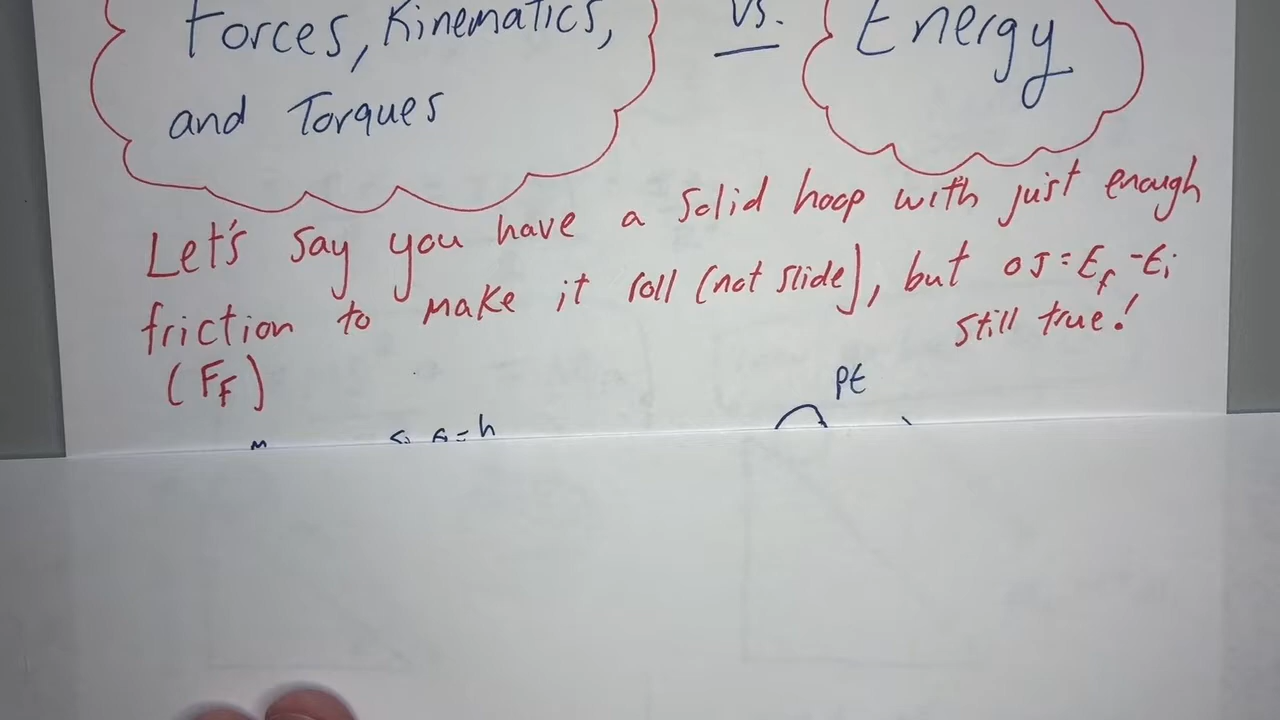 Forces, Kinematics,
and Torques
vs.
Energy
Let's say you have a solid hoop with just enough
friction to make it roll (not slide), but 0J = Ef - Ei
(FF)
still true!
PE